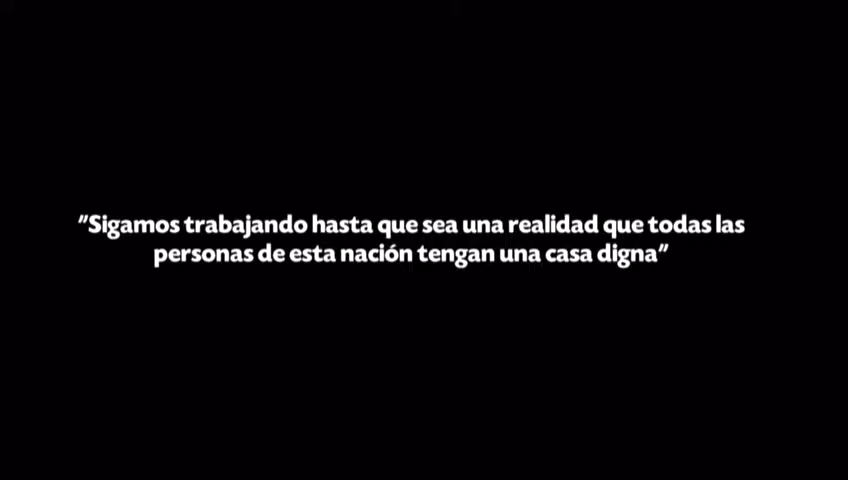 "Sigamos trabajando hasta que sea una realidad que todas las
personas de esta nación tengan una casa digna"